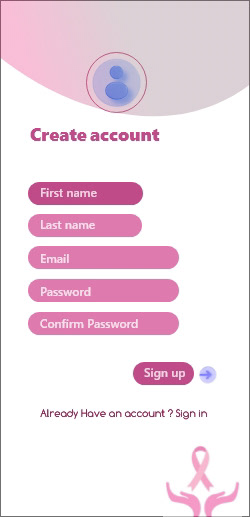 Create account
First name
Last name
Email
Password
Confirm Password
Sign up
Already Have an account ? Sign in